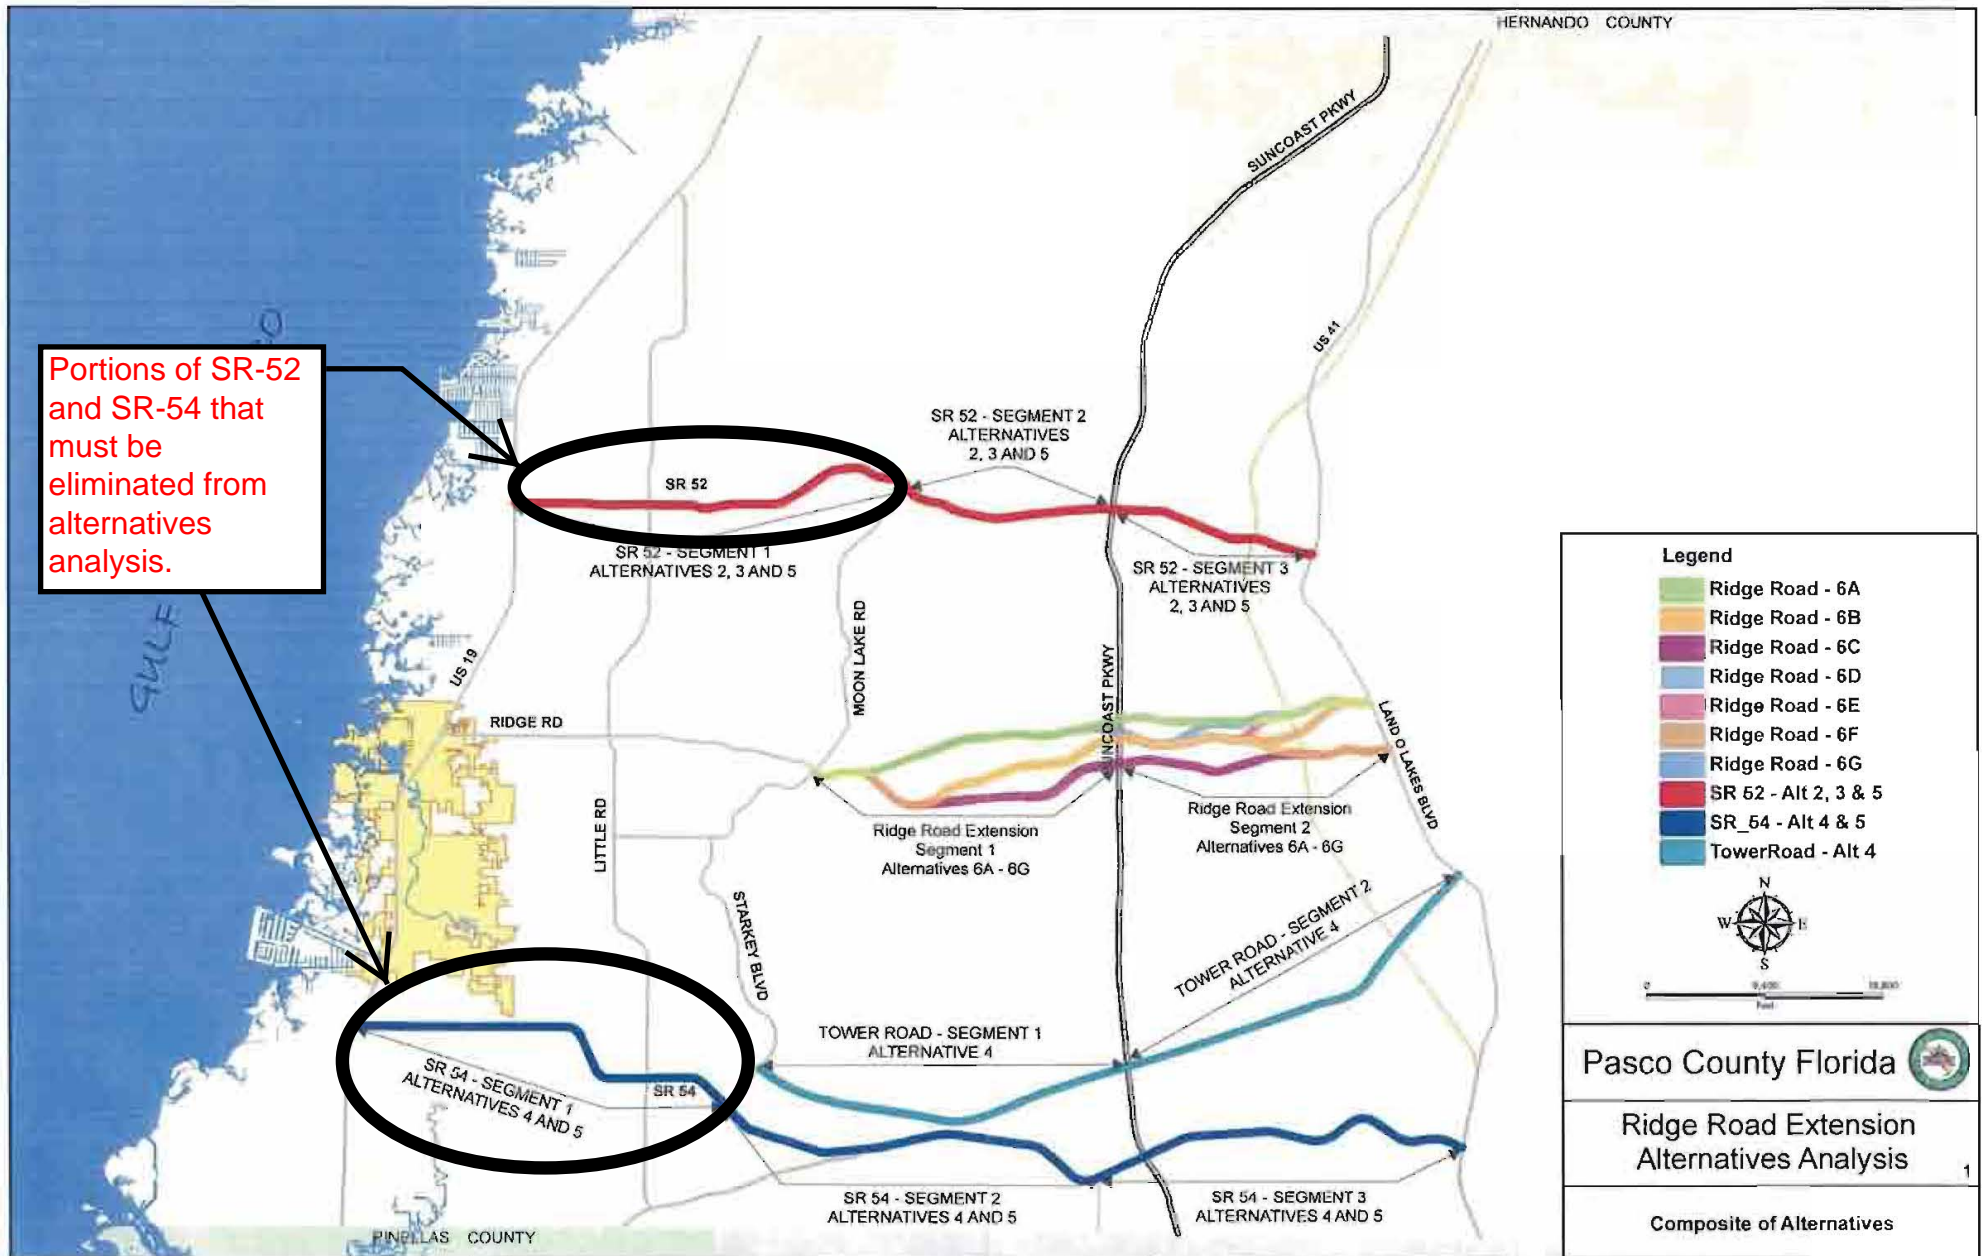 HERNANDO COUNTY
SUNCOAST PKWY
US 41
GULF
Portions of SR-52
and SR-54 that
must be
eliminated from
alternatives
analysis.
SR 52 - SEGMENT 2
ALTERNATIVES
2, 3 AND 5
SR 52
SR 52 - SEGMENT 1
ALTERNATIVES 2, 3 AND 5
SR 52 - SEGMENT 3
ALTERNATIVES
2, 3 AND 5
MOON LAKE RD
US 19
RIDGE RD
SUNCOAST PKWY
LAND O LAKES BLVD
LITTLE RD
Ridge Road Extension
Segment 1
Alternatives 6A - 6G
Ridge Road Extension
Segment 2
Alternatives 6A - 6G
STARKEY BLVD
TOWER ROAD - SEGMENT 2
ALTERNATIVE 4
TOWER ROAD - SEGMENT 1
ALTERNATIVE 4
SR 54 - SEGMENT 1
ALTERNATIVES 4 AND 5
SR 54
SR 54 - SEGMENT 2
ALTERNATIVES 4 AND 5
SR 54 - SEGMENT 3
ALTERNATIVES 4 AND 5
PINELLAS COUNTY
Legend
Ridge Road - 6A
Ridge Road - 6B
Ridge Road - 6C
Ridge Road - 6D
Ridge Road - 6E
Ridge Road - 6F
Ridge Road - 6G
SR 52 - Alt 2, 3 & 5
SR_54 - Alt 4 & 5
TowerRoad - Alt 4
N
W E
S
0
Feet
Pasco County Florida
Ridge Road Extension
Alternatives Analysis
1
Composite of Alternatives